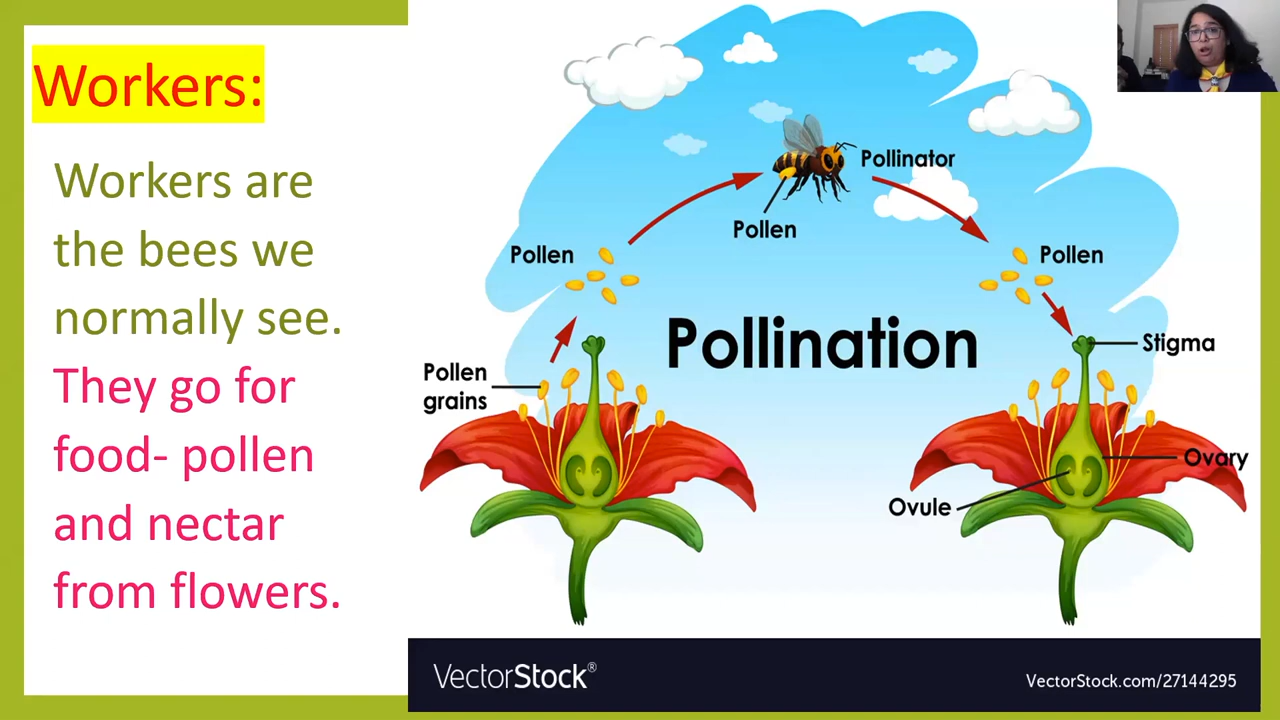 Workers:
Workers are
the bees we
normally see.
They go for
food- pollen
and nectar
from flowers.
Pollinator
Pollen
Pollen
Pollen
Pollination
Stigma
Pollen
grains
Ovary
Ovule
VectorStock®
VectorStock.com/27144295